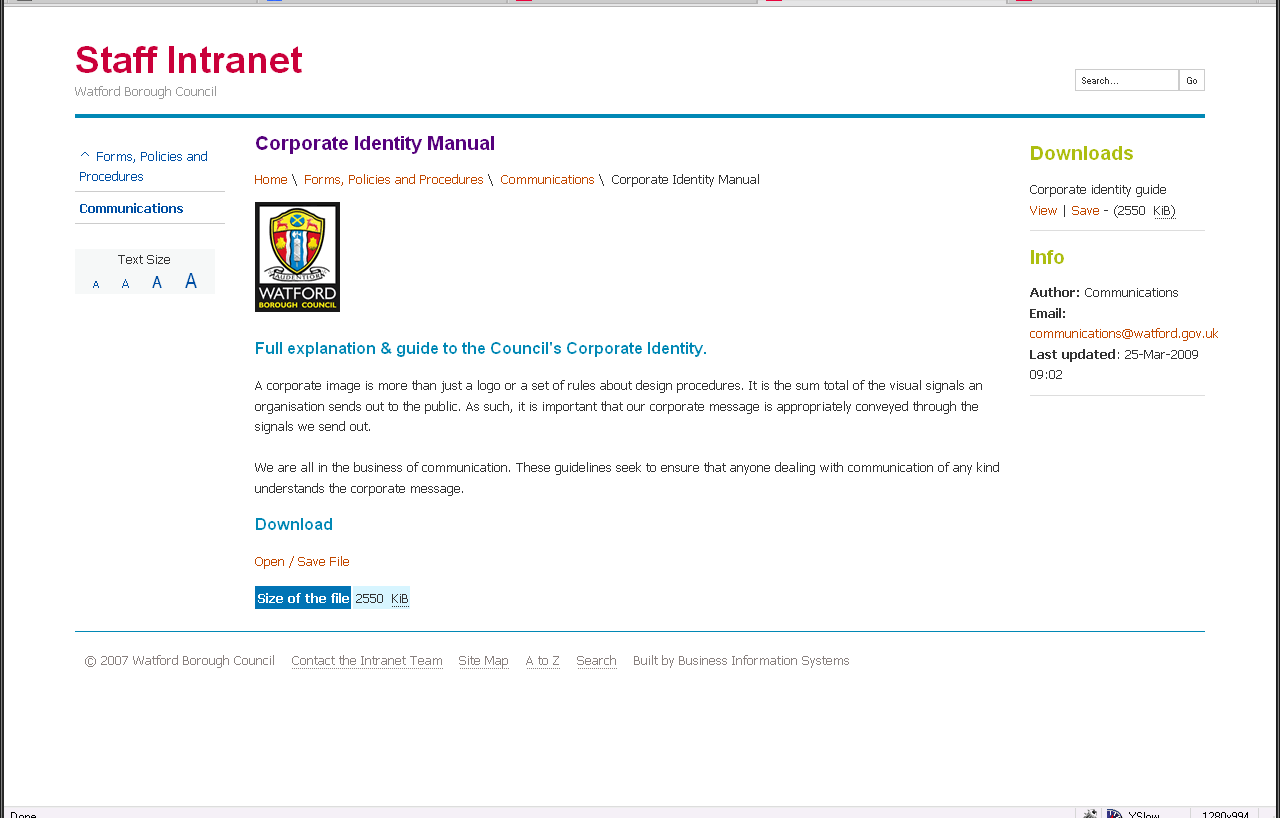 Staff Intranet
Watford Borough Council
Search...
Go
^ Forms, Policies and
Procedures
Communications
Text Size
A A A A
Corporate Identity Manual
Home \ Forms, Policies and Procedures \ Communications \ Corporate Identity Manual
AUDENTIOR
WATFORD
BOROUGH COUNCIL
Full explanation & guide to the Council's Corporate Identity.
A corporate image is more than just a logo or a set of rules about design procedures. It is the sum total of the visual signals an
organisation sends out to the public. As such, it is important that our corporate message is appropriately conveyed through the
signals we send out.
We are all in the business of communication. These guidelines seek to ensure that anyone dealing with communication of any kind
understands the corporate message.
Download
Open / Save File
Size of the file 2550 KiB
Downloads
Corporate identity guide
View | Save - (2550 KiB)
Info
Author: Communications
Email:
communications@watford.gov.uk
Last updated: 25-Mar-2009
09:02
© 2007 Watford Borough Council Contact the Intranet Team Site Map A to Z Search Built by Business Information Systems
Done YSlow 1280x994